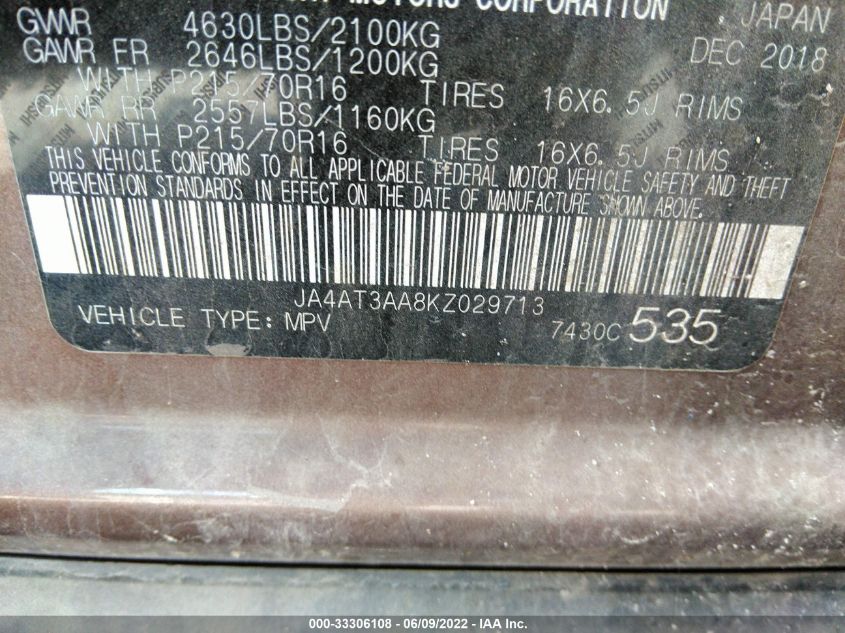 MOTORS CORPORATION JAPAN
GVWR 4630LBS/2100KG DEC 2018
GAWR FR 2646LBS/1200KG
WITH P215/70R16 TIRES 16X6.5J RIMS
GAWR RR 2557LBS/1160KG
WITH P215/70R16 TIRES 16X6.5J RIMS
THIS VEHICLE CONFORMS TO ALL APPLICABLE FEDERAL MOTOR VEHICLE SAFETY AND THEFT
PREVENTION STANDARDS IN EFFECT ON THE DATE OF MANUFACTURE SHOWN ABOVE.
JA4AT3AA8KZ029713
VEHICLE TYPE: MPV 7430C 535
000-33306108 - 06/09/2022 - IAA Inc.